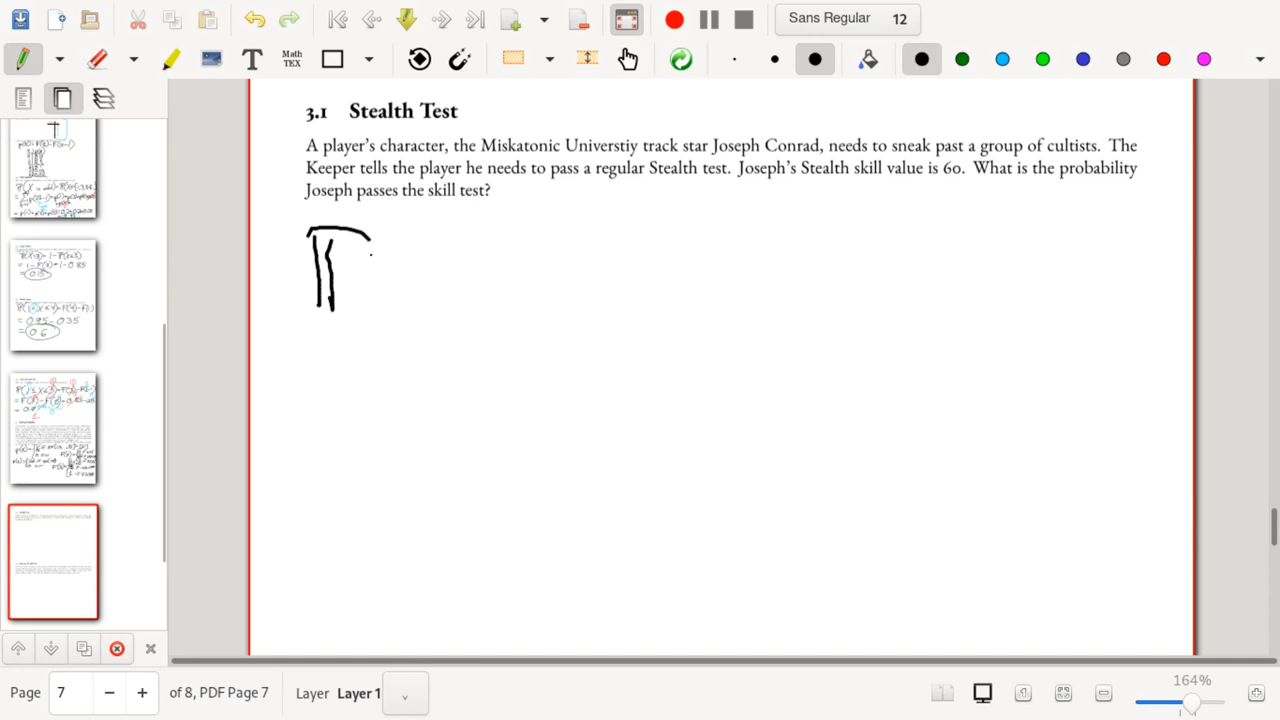 Sans Regular 12
T Math TEX
3.1 Stealth Test
A player's character, the Miskatonic Universtiy track star Joseph Conrad, needs to sneak past a group of cultists. The
Keeper tells the player he needs to pass a regular Stealth test. Joseph's Stealth skill value is 60. What is the probability
Joseph passes the skill test?
Page 7 of 8, PDF Page 7 Layer Layer 1
164%